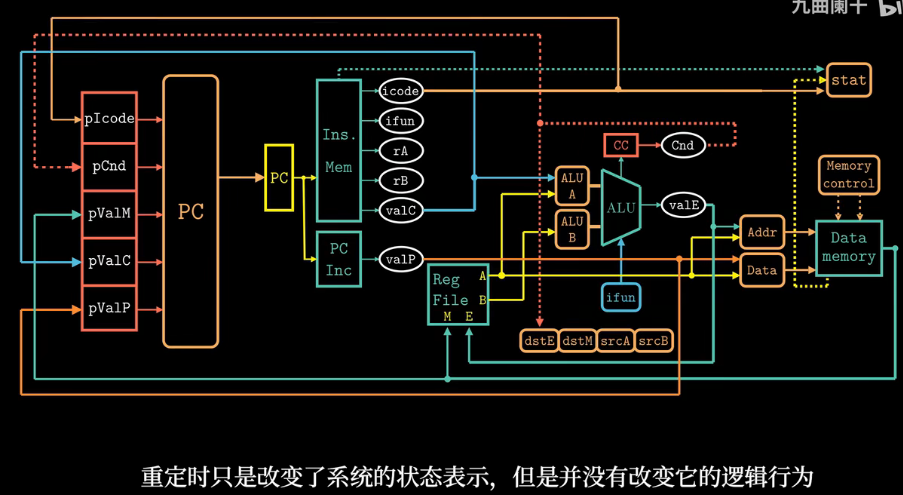 九曲阑干
pIcode
pCnd
pValM
pValC
pValP
PC
PC
Ins.
Mem
PC
Inc
icode
ifun
rA
rB
valC
valP
Reg
File
A
B
M E
ALU
A
ALU
B
CC
Cnd
ALU
valE
ifun
dstE dstM srcA srcB
stat
Memory
control
Addr
Data
Data
memory
重定时只是改变了系统的状态表示，但是并没有改变它的逻辑行为